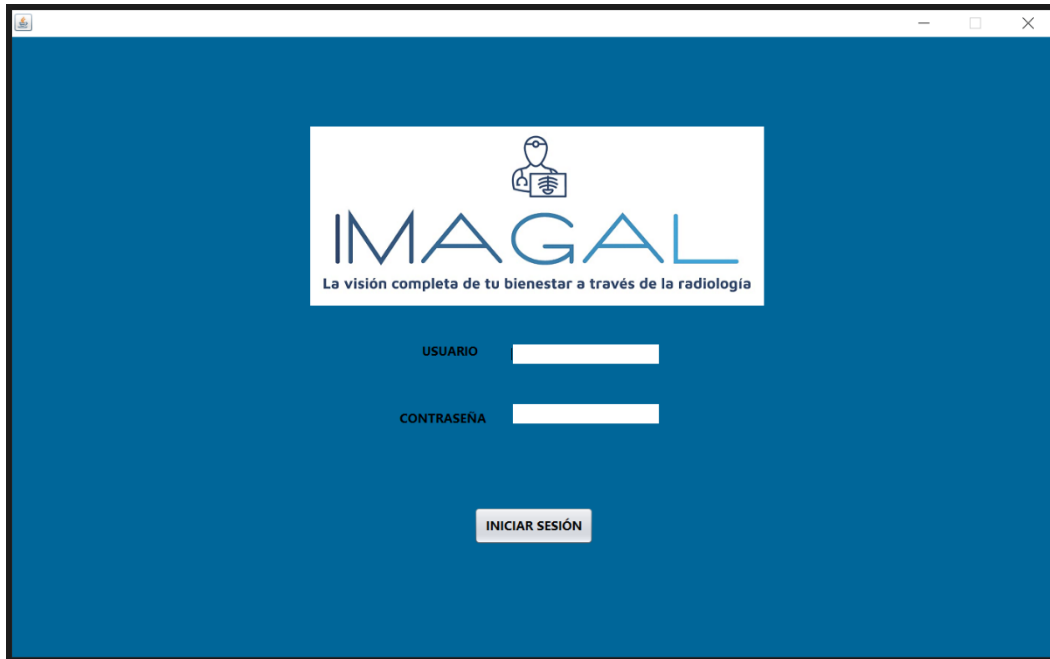 IMAGAL
La visión completa de tu bienestar a través de la radiología
USUARIO
CONTRASEÑA
INICIAR SESIÓN